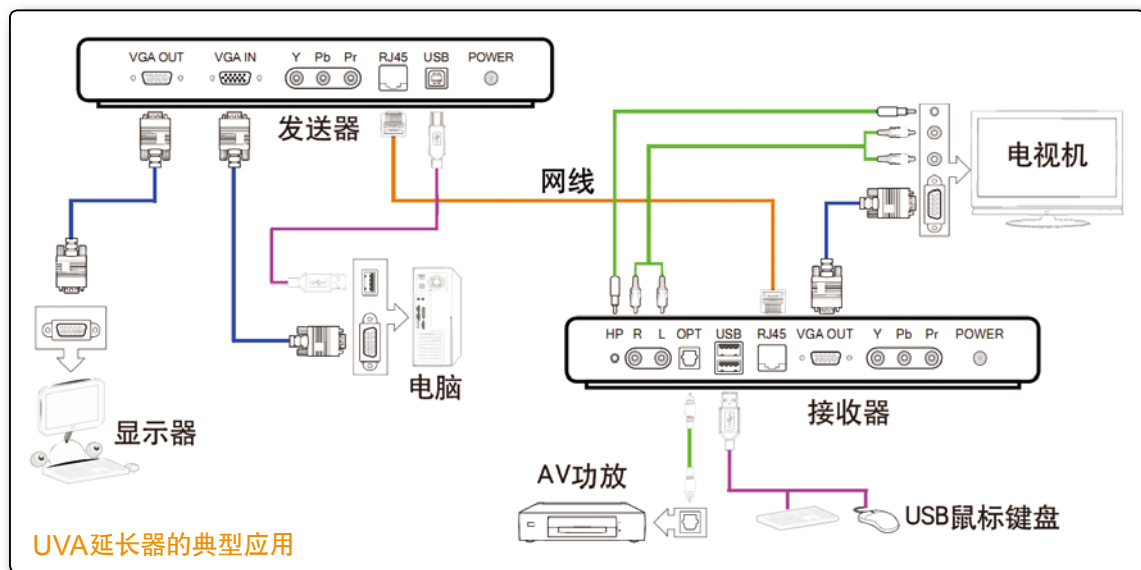 VGA OUT VGA IN Y Pb Pr RJ45 USB POWER
发送器
网线
电视机
电脑
显示器
HP R L OPT USB RJ45 VGA OUT Y Pb Pr POWER
接收器
AV功放
USB鼠标键盘
UVA延长器的典型应用